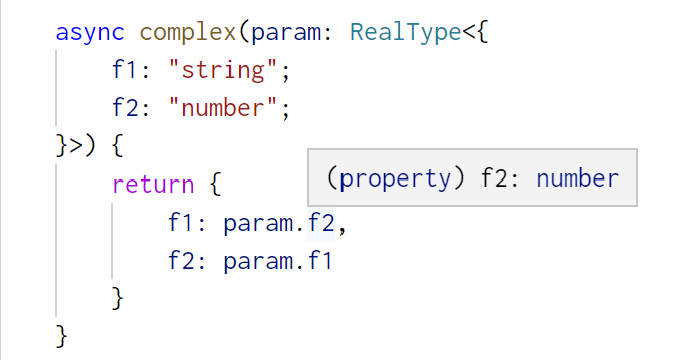 async complex(param: RealType<{
f1: "string";
f2: "number";
}>) {
(property) f2: number
return {
f1: param.f2,
f2: param.f1
}
}